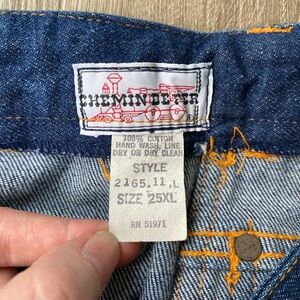 CHEMIN DE FER
100% COTTON
HAND WASH, LINE
DRY OR DRY CLEAN
STYLE
2165.11.L
SIZE 25XL
RN 51971